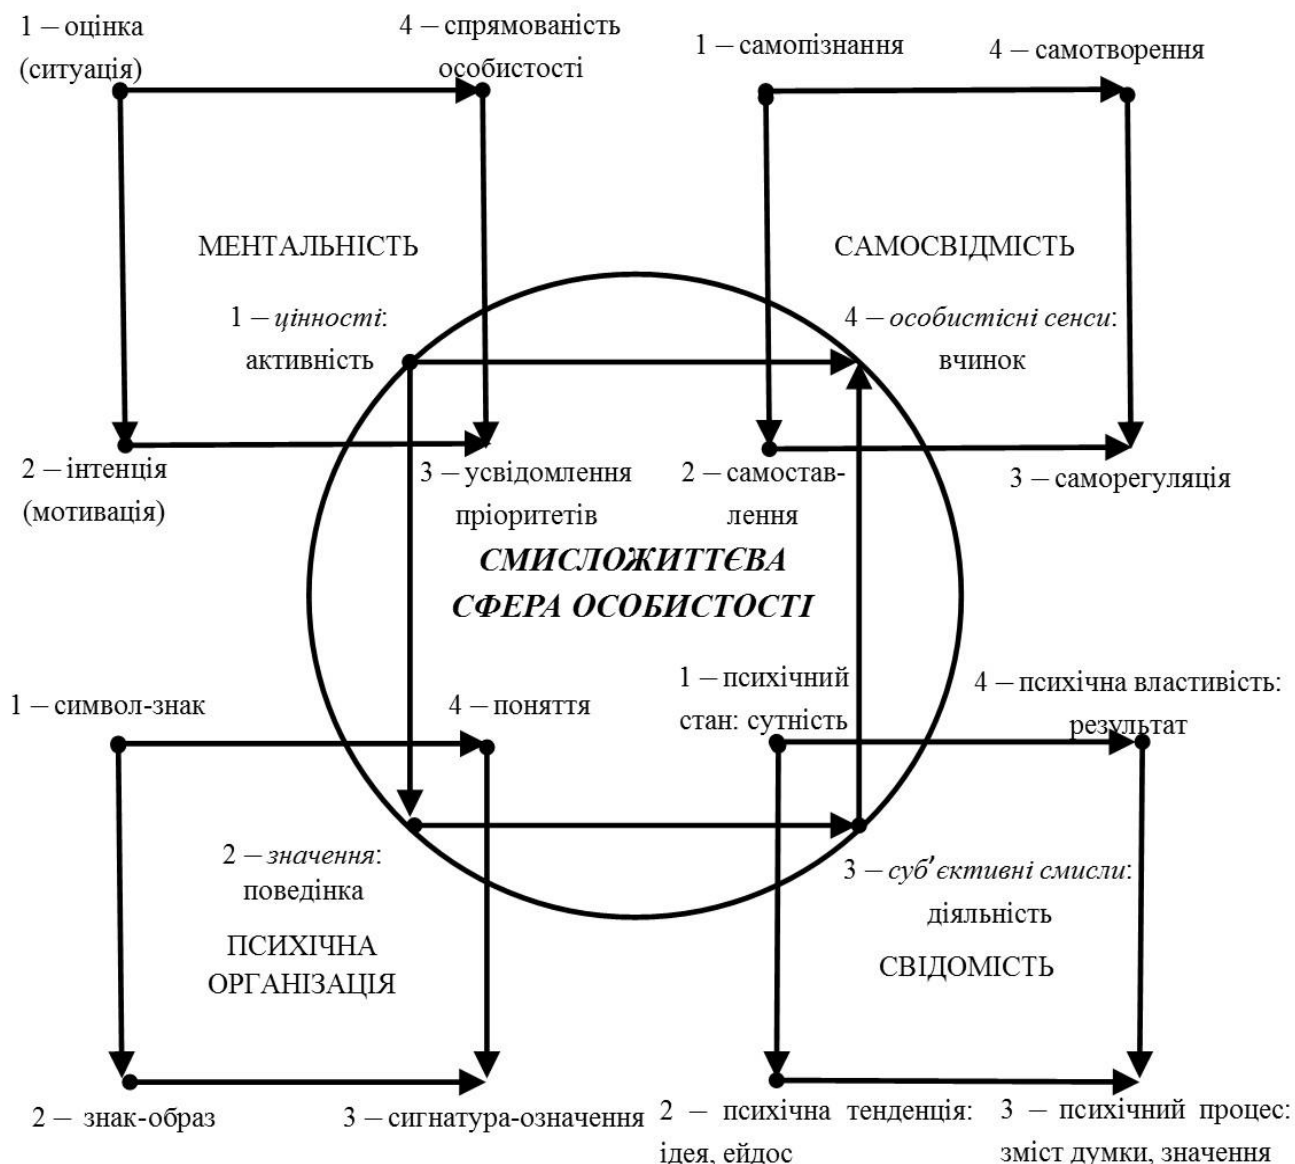 1 – оцінка
(ситуація)
4 – спрямованість
особистості
1 – самопізнання
4 – самотворення
МЕНТАЛЬНІСТЬ
САМОСВІДМІСТЬ
1 – цінності:
активність
4 – особистісні сенси:
вчинок
2 – інтенція
(мотивація)
3 – усвідомлення
пріоритетів
2 – самостав-
лення
3 – саморегуляція
СМИСЛОЖИТТЄВА
СФЕРА ОСОБИСТОСТІ
1 – символ-знак
4 – поняття
1 – психічний
стан: сутність
4 – психічна властивість:
результат
2 – значення:
поведінка
ПСИХІЧНА
ОРГАНІЗАЦІЯ
3 – суб'єктивні смисли:
діяльність
СВІДОМІСТЬ
2 – знак-образ
3 – сигнатура-означення
2 – психічна тенденція:
ідея, ейдос
3 – психічний процес:
зміст думки, значення